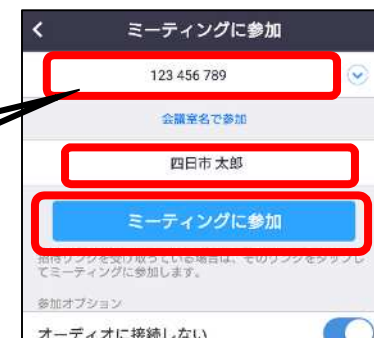 ミーティングに参加
123 456 789
会議室名で参加
四日市 太郎
ミーティングに参加
招待リンクを受け取っている場合は、そのリンクをタップし
てミーティングに参加します。
参加オプション
オーディオに接続しない